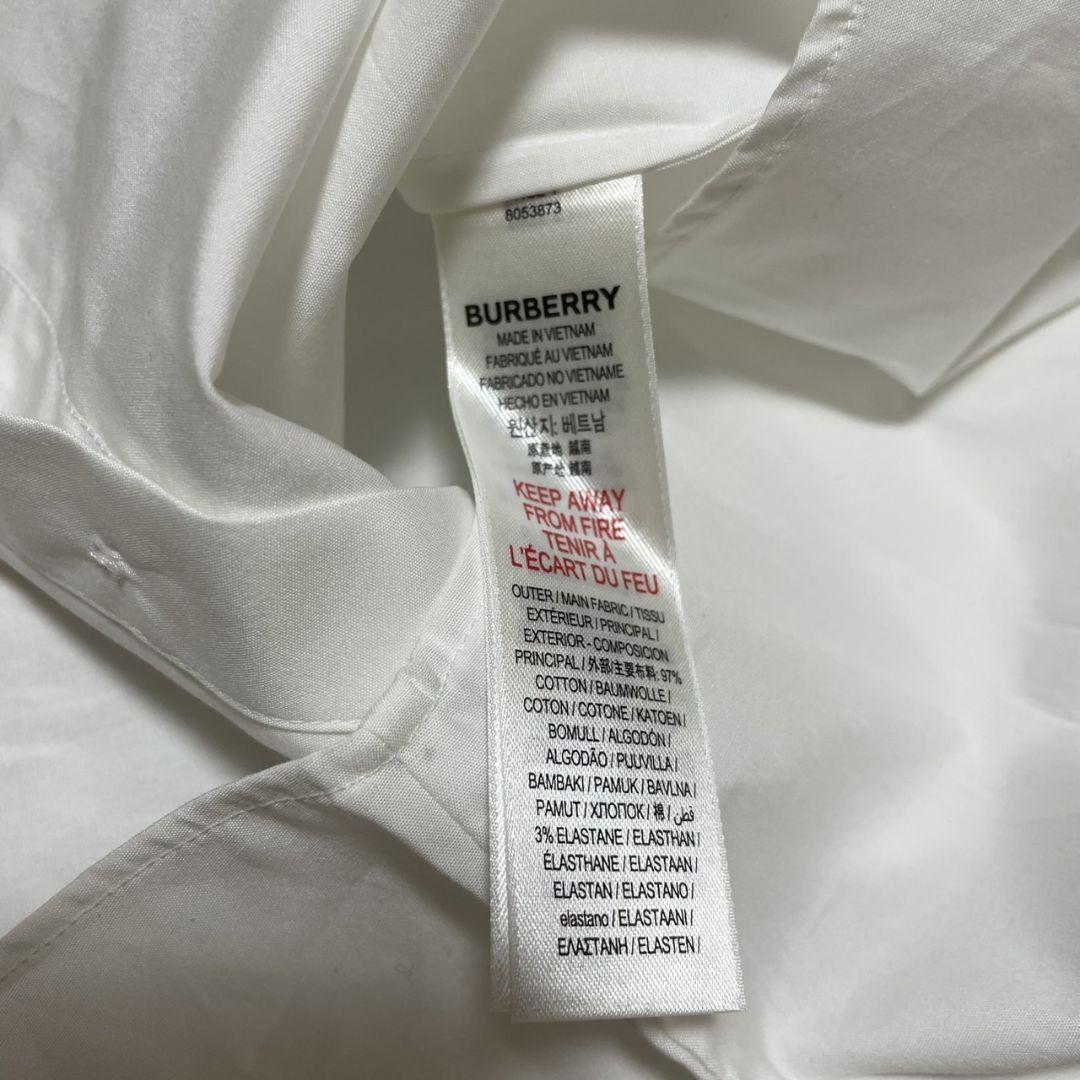 8053873
BURBERRY
MADE IN VIETNAM
FABRIQUÉ AU VIETNAM
FABRICADO NO VIETNAME
HECHO EN VIETNAM
원산지: 베트남
原產地 越南
原产地 越南
KEEP AWAY
FROM FIRE
TENIR À
L'ÉCART DU FEU
OUTER / MAIN FABRIC / TISSU
EXTÉRIEUR / PRINCIPAL /
EXTERIOR - COMPOSICION
PRINCIPAL / 外部/主要布料: 97%
COTTON / BAUMWOLLE /
COTON / COTONE / KATOEN /
BOMULL / ALGODÓN /
ALGODÃO / PUUVILLA /
BAMBAKI / PAMUK / BAVLNA /
PAMUT / ХЛОПОК / 棉 / قطن /
3% ELASTANE / ELASTHAN /
ÉLASTHANE / ELASTAAN /
ELASTAN / ELASTANO /
elastano / ELASTAANI /
ΕΛΑΣΤΑΝΗ / ELASTEN /